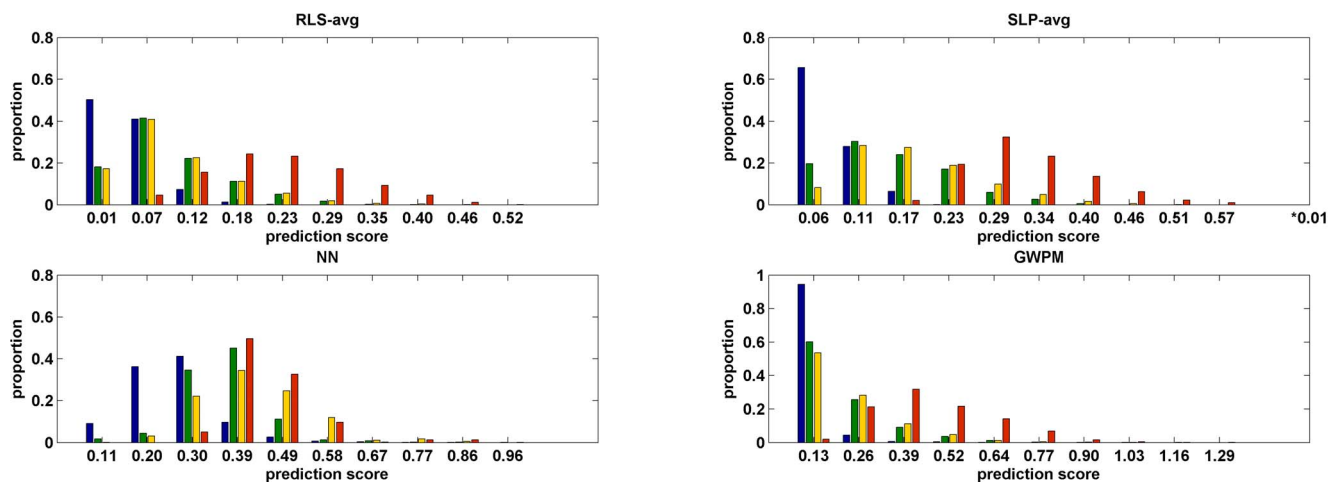 RLS-avg
0.8
0.6
0.4
0.2
0
proportion
0.01 0.07 0.12 0.18 0.23 0.29 0.35 0.40 0.46 0.52
prediction score
SLP-avg
0.8
0.6
0.4
0.2
0
proportion
0.06 0.11 0.17 0.23 0.29 0.34 0.40 0.46 0.51 0.57 *0.01
prediction score
NN
0.8
0.6
0.4
0.2
0
proportion
0.11 0.20 0.30 0.39 0.49 0.58 0.67 0.77 0.86 0.96
prediction score
GWPM
1
0.8
0.6
0.4
0.2
0
proportion
0.13 0.26 0.39 0.52 0.64 0.77 0.90 1.03 1.16 1.29
prediction score